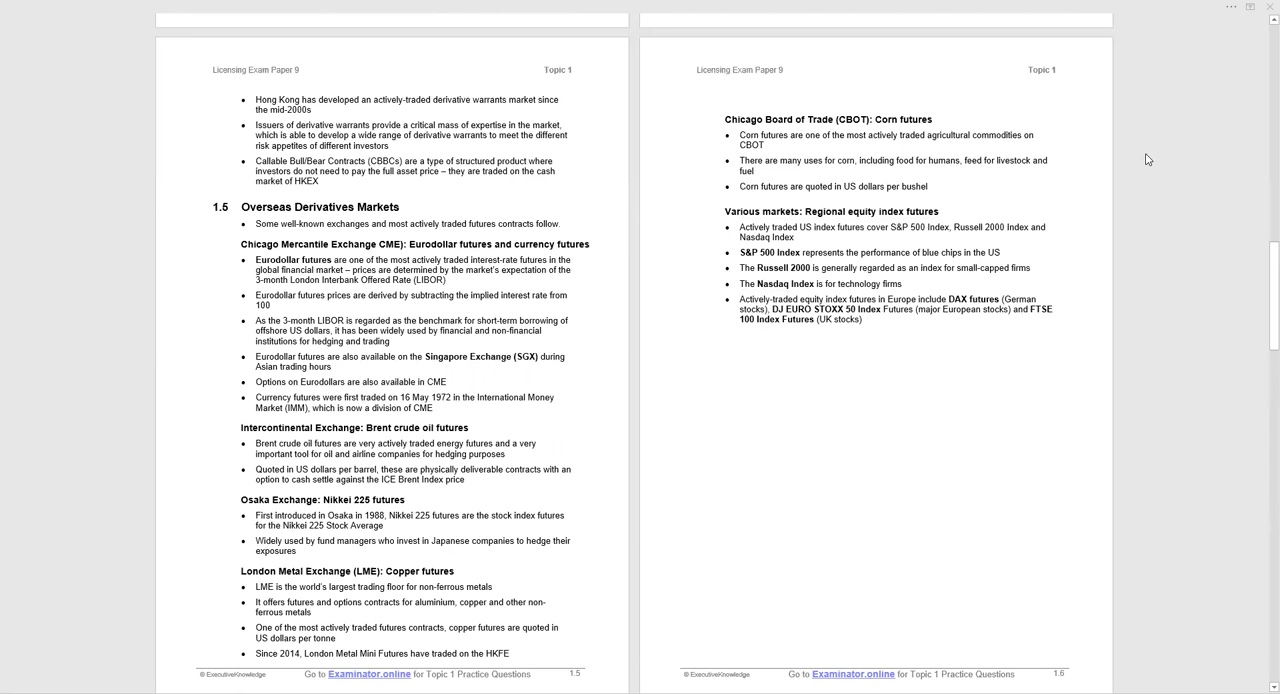 Licensing Exam Paper 9 Topic 1
• Hong Kong has developed an actively-traded derivative warrants market since
the mid-2000s
• Issuers of derivative warrants provide a critical mass of expertise in the market,
which is able to develop a wide range of derivative warrants to meet the different
risk appetites of different investors
• Callable Bull/Bear Contracts (CBBCs) are a type of structured product where
investors do not need to pay the full asset price – they are traded on the cash
market of HKEX
1.5 Overseas Derivatives Markets
• Some well-known exchanges and most actively traded futures contracts follow.
Chicago Mercantile Exchange CME): Eurodollar futures and currency futures
• Eurodollar futures are one of the most actively traded interest-rate futures in the
global financial market – prices are determined by the market's expectation of the
3-month London Interbank Offered Rate (LIBOR)
• Eurodollar futures prices are derived by subtracting the implied interest rate from
100
• As the 3-month LIBOR is regarded as the benchmark for short-term borrowing of
offshore US dollars, it has been widely used by financial and non-financial
institutions for hedging and trading
• Eurodollar futures are also available on the Singapore Exchange (SGX) during
Asian trading hours
• Options on Eurodollars are also available in CME
• Currency futures were first traded on 16 May 1972 in the International Money
Market (IMM), which is now a division of CME
Intercontinental Exchange: Brent crude oil futures
• Brent crude oil futures are very actively traded energy futures and a very
important tool for oil and airline companies for hedging purposes
• Quoted in US dollars per barrel, these are physically deliverable contracts with an
option to cash settle against the ICE Brent Index price
Osaka Exchange: Nikkei 225 futures
• First introduced in Osaka in 1988, Nikkei 225 futures are the stock index futures
for the Nikkei 225 Stock Average
• Widely used by fund managers who invest in Japanese companies to hedge their
exposures
London Metal Exchange (LME): Copper futures
• LME is the world's largest trading floor for non-ferrous metals
• It offers futures and options contracts for aluminium, copper and other non-
ferrous metals
• One of the most actively traded futures contracts, copper futures are quoted in
US dollars per tonne
• Since 2014, London Metal Mini Futures have traded on the HKFE
© ExecutiveKnowledge Go to Examinator.online for Topic 1 Practice Questions 1.5
Licensing Exam Paper 9 Topic 1
Chicago Board of Trade (CBOT): Corn futures
• Corn futures are one of the most actively traded agricultural commodities on
CBOT
• There are many uses for corn, including food for humans, feed for livestock and
fuel
• Corn futures are quoted in US dollars per bushel
Various markets: Regional equity index futures
• Actively traded US index futures cover S&P 500 Index, Russell 2000 Index and
Nasdaq Index
• S&P 500 Index represents the performance of blue chips in the US
• The Russell 2000 is generally regarded as an index for small-capped firms
• The Nasdaq Index is for technology firms
• Actively-traded equity index futures in Europe include DAX futures (German
stocks), DJ EURO STOXX 50 Index Futures (major European stocks) and FTSE
100 Index Futures (UK stocks)
© ExecutiveKnowledge Go to Examinator.online for Topic 1 Practice Questions 1.6